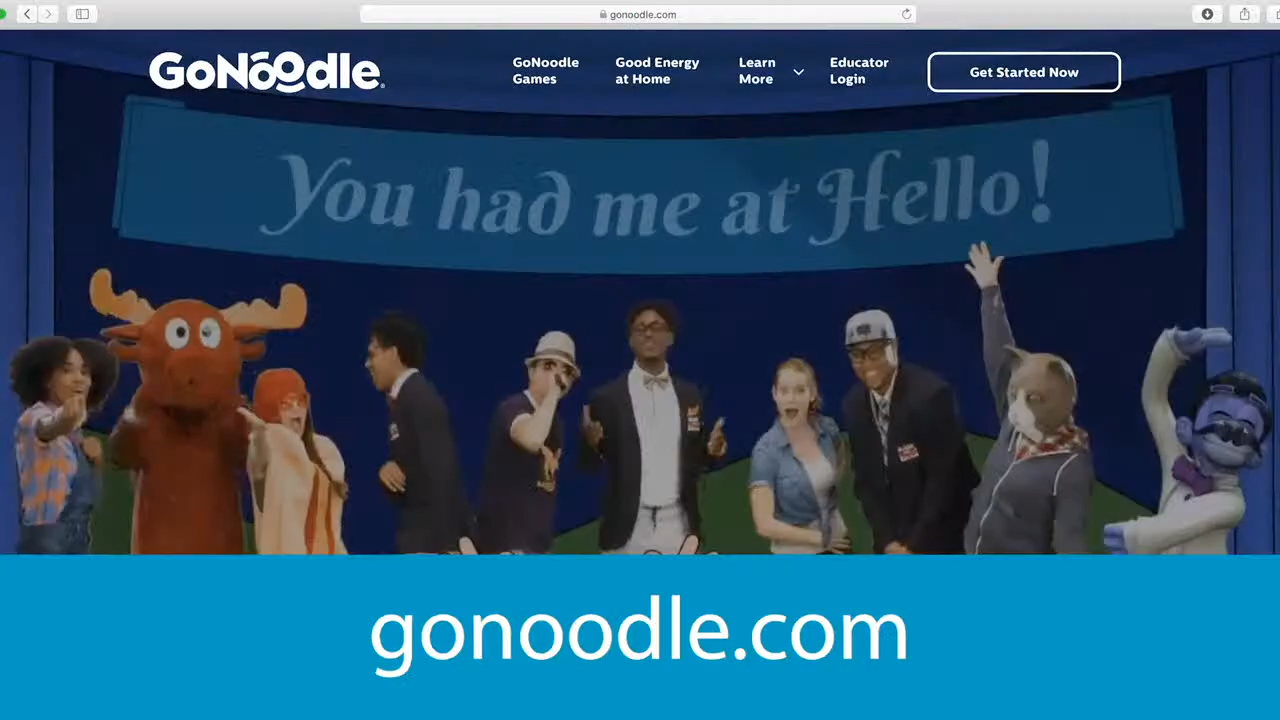 gonoodle.com
GoNoodle.
GoNoodle Games
Good Energy at Home
Learn More
Educator Login
Get Started Now
You had me at Hello!
gonoodle.com